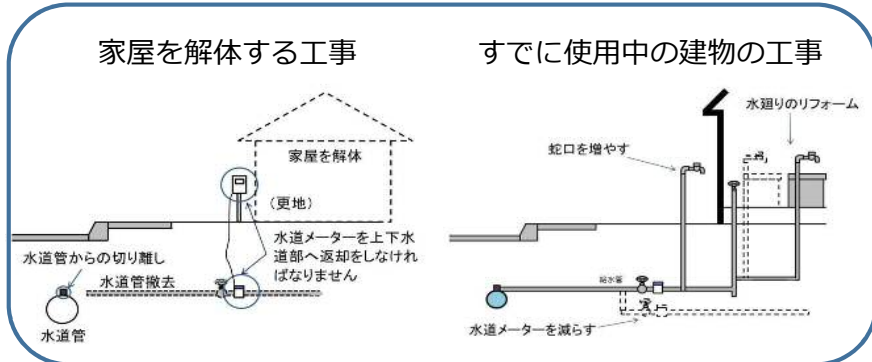 家屋を解体する工事
家屋を解体
(更地)
水道メーターを上下水
道部へ返却をしなけれ
ばなりません
水道管からの切り離し
水道管撤去
水道管
すでに使用中の建物の工事
水廻りのリフォーム
蛇口を増やす
給水管
水道メーターを減らす